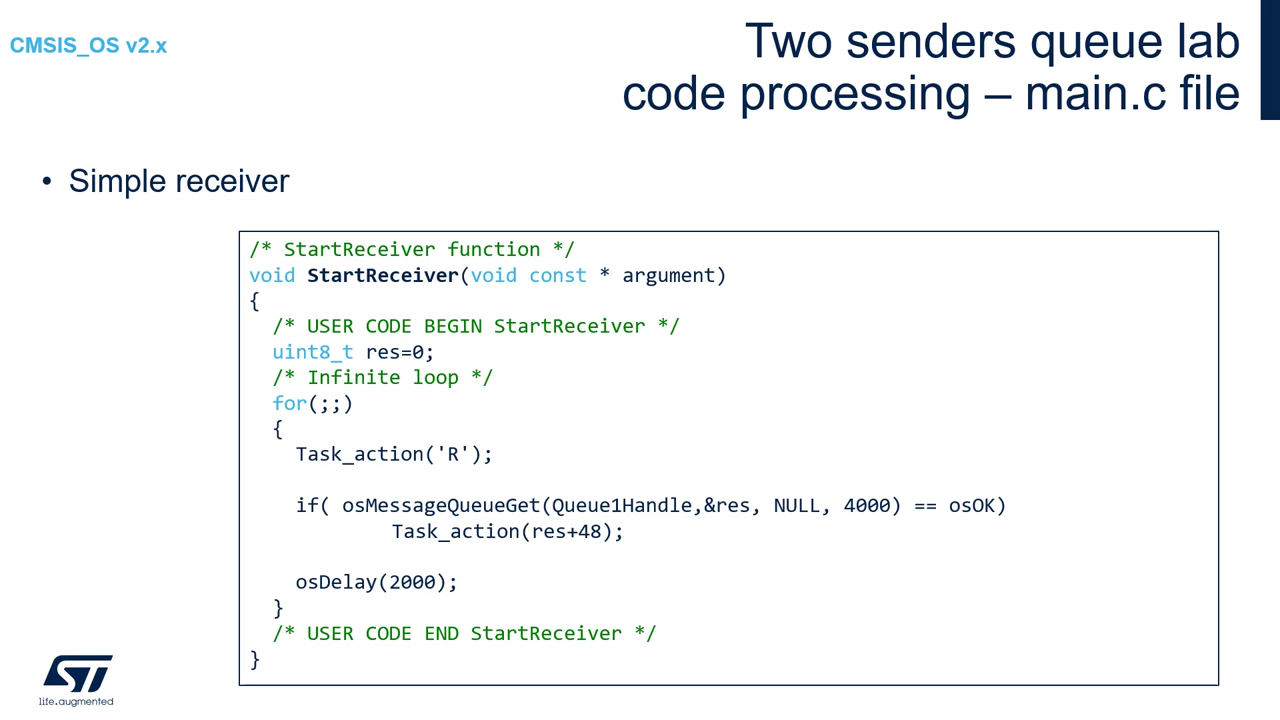 CMSIS_OS v2.x
Two senders queue lab
code processing – main.c file
• Simple receiver
/* StartReceiver function */
void StartReceiver(void const * argument)
{
/* USER CODE BEGIN StartReceiver */
uint8_t res=0;
/* Infinite loop */
for(;;)
{
Task_action('R');
if( osMessageQueueGet(Queue1Handle,&res, NULL, 4000) == osOK)
Task_action(res+48);
osDelay(2000);
}
/* USER CODE END StartReceiver */
}
ST
life.augmented